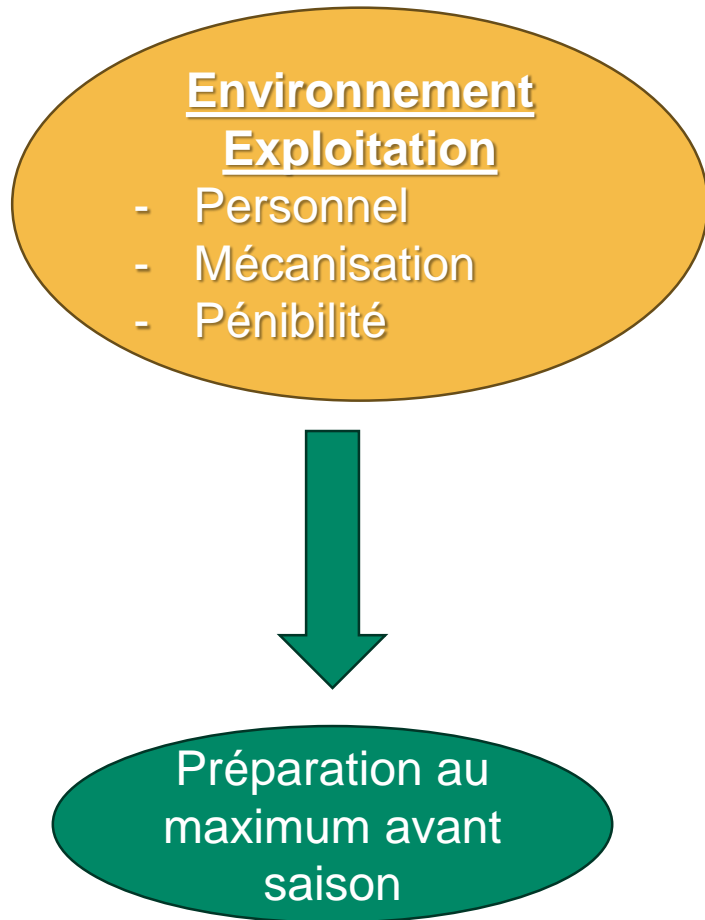 Environnement
Exploitation
- Personnel
- Mécanisation
- Pénibilité
Préparation au
maximum avant
saison